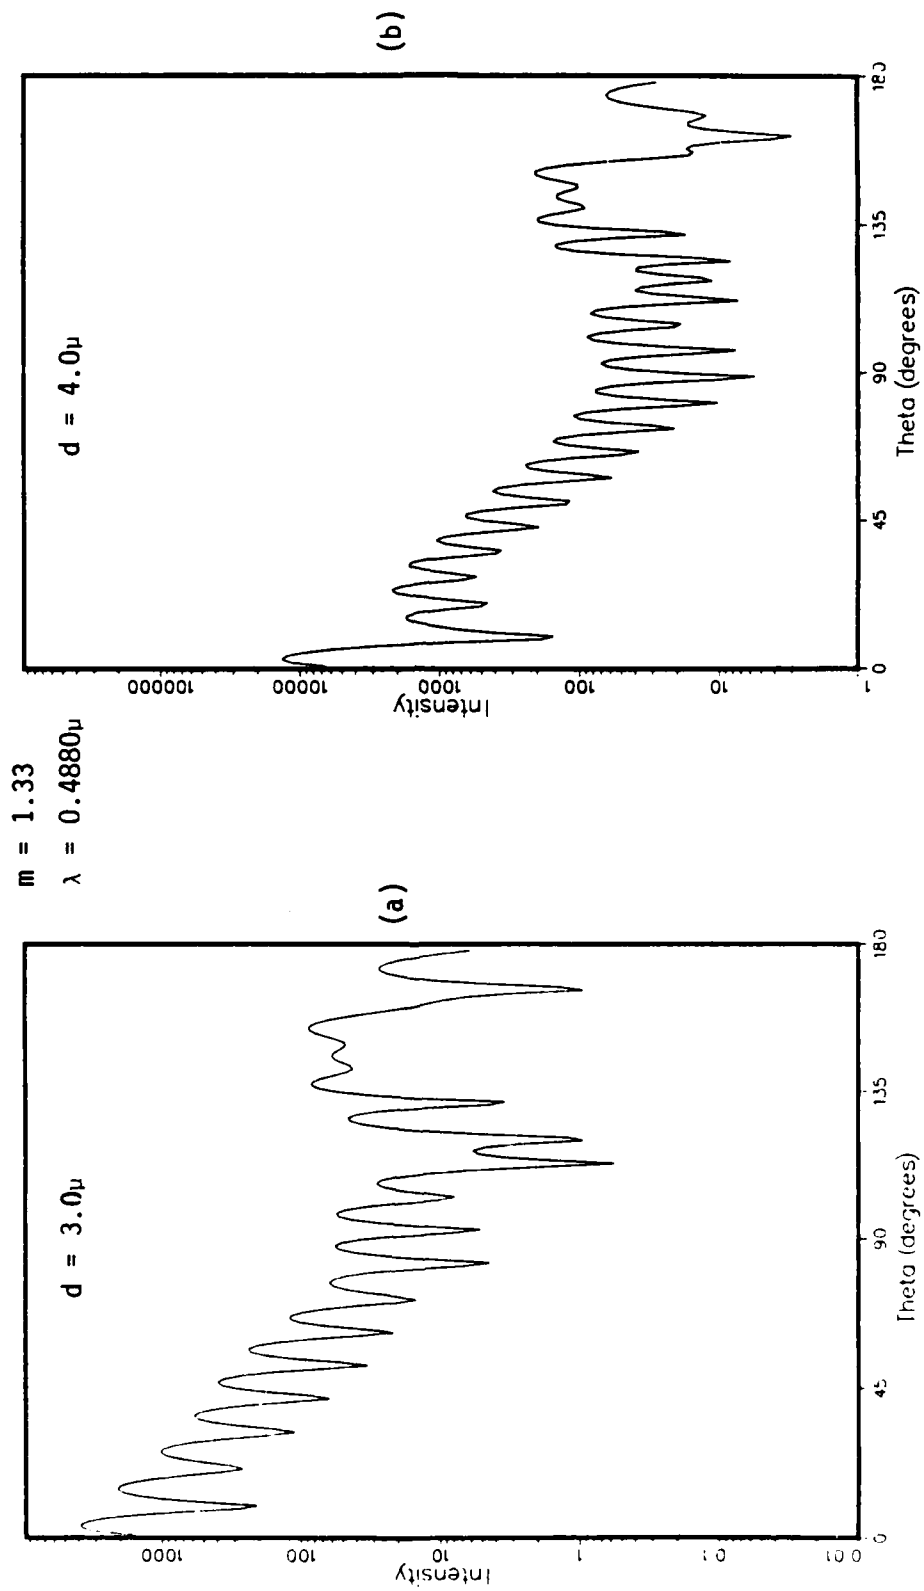 m = 1.33
λ = 0.4880μ
d = 3.0μ
Intensity
1000
100
10
1
0.1
0.01
0
45
90
135
180
Theta (degrees)
(a)
d = 4.0μ
Intensity
100000
10000
1000
100
10
1
0
45
90
135
180
Theta (degrees)
(b)